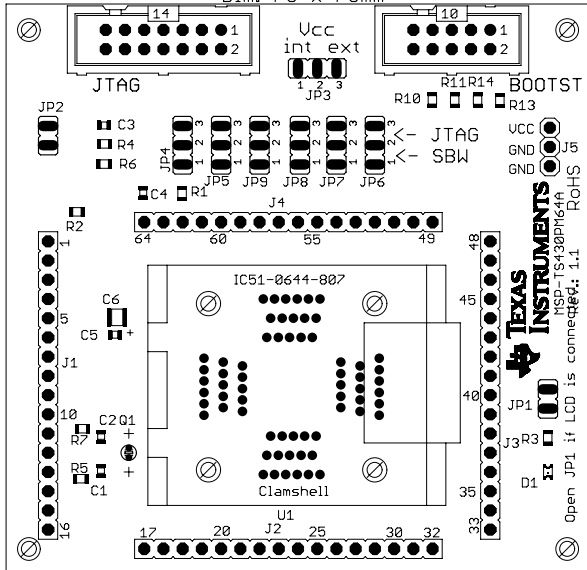 14
1
2
JTAG
Vcc
int ext
1 2 3
JP3
10
1
2
BOOTST
R10
R11
R14
R13
JP2
C3
R4
R6
JP4
3
2
1
JP5
3
2
1
JP9
3
2
1
JP8
3
2
1
JP7
3
2
1
JP6
3
2
1
<- JTAG
<- SBW
VCC
GND
GND
J5
RoHS
C4
R1
R2
J4
64
60
55
49
1
5
10
16
J1
C6
C5
+
C2
Q1
R7
R5
C1
+
+
IC51-0644-807
Clamshell
U1
J2
17
20
25
30
32
48
45
40
35
33
J3
TEXAS
INSTRUMENTS
MSP-TS430PM64A
Rev.: 1.1
Open JP1 if LCD is connected
JP1
R3
D1